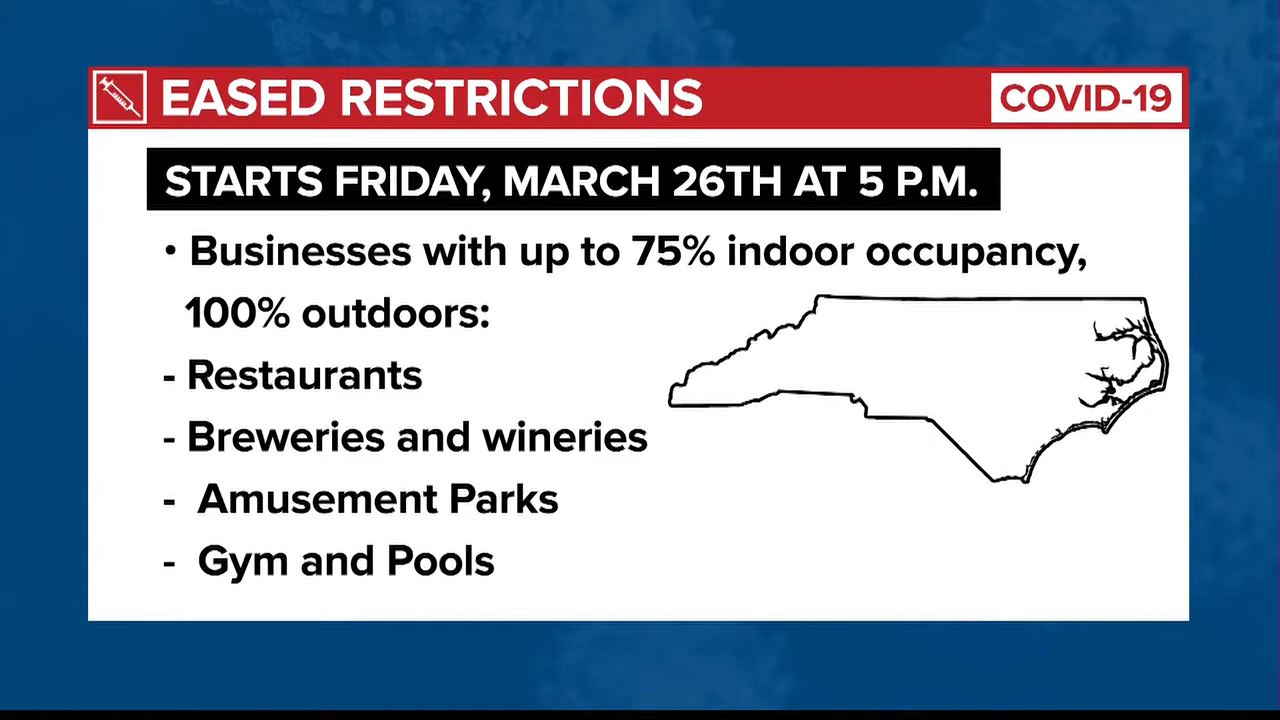 EASED RESTRICTIONS
COVID-19
STARTS FRIDAY, MARCH 26TH AT 5 P.M.
• Businesses with up to 75% indoor occupancy,
100% outdoors:
- Restaurants
- Breweries and wineries
- Amusement Parks
- Gym and Pools